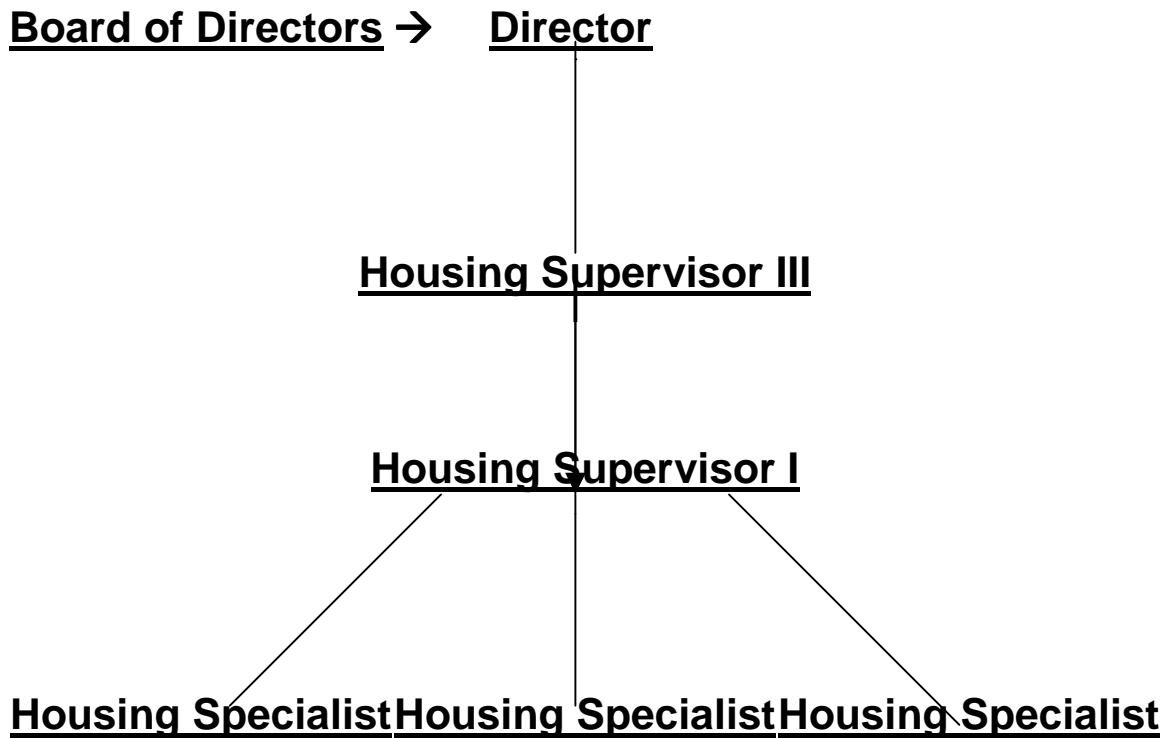 Board of Directors → Director
Housing Supervisor III
Housing Supervisor I
Housing Specialist Housing Specialist Housing Specialist